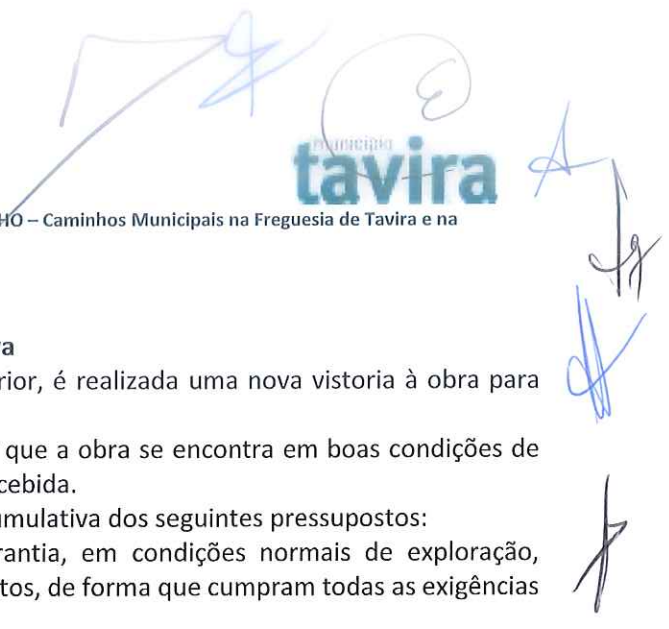 município
tavira
HO – Caminhos Municipais na Freguesia de Tavira e na
a
rior, é realizada uma nova vistoria à obra para
que a obra se encontra em boas condições de
cebida.
umulativa dos seguintes pressupostos:
rantia, em condições normais de exploração,
tos, de forma que cumpram todas as exigências